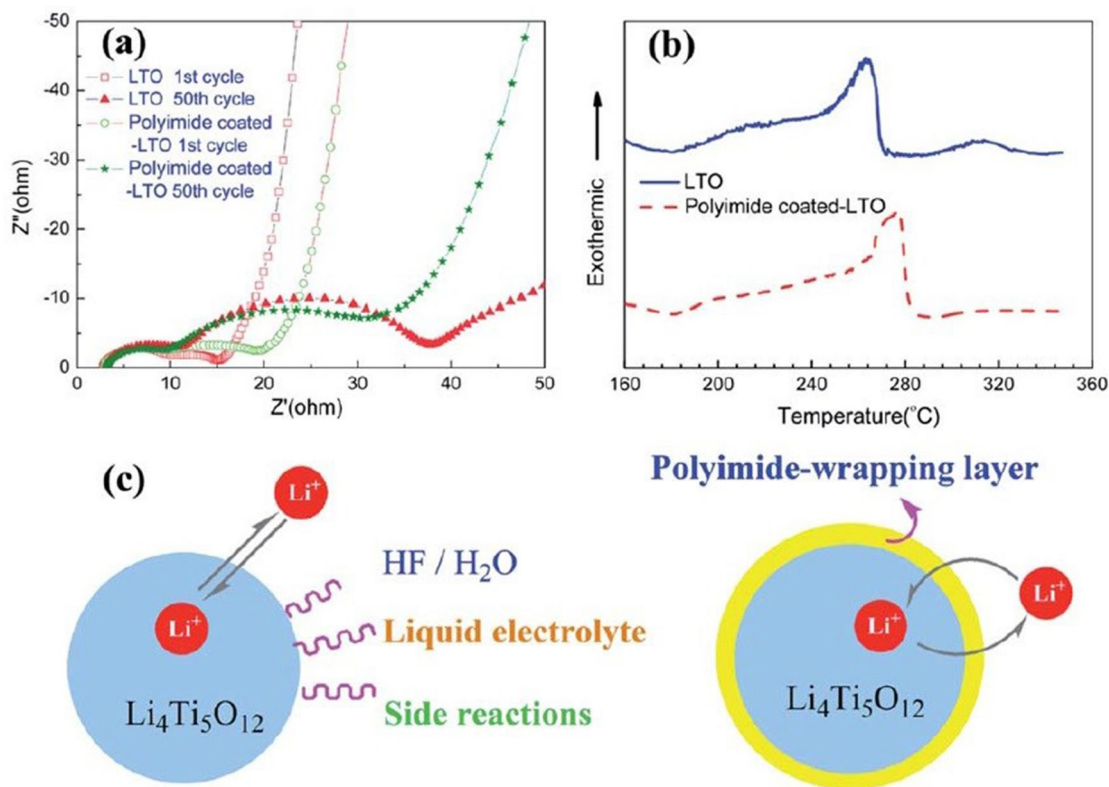 (a)
-50
-40
-30
-20
-10
0
Z"(ohm)
LTO 1st cycle
LTO 50th cycle
Polyimide coated
-LTO 1st cycle
Polyimide coated
-LTO 50th cycle
0 10 20 30 40 50
Z'(ohm)
(b)
Exothermic
LTO
Polyimide coated-LTO
160 200 240 280 320 360
Temperature(°C)
(c)
Li+
Li+
Li4Ti5O12
HF / H2O
Liquid electrolyte
Side reactions
Polyimide-wrapping layer
Li+
Li+
Li4Ti5O12